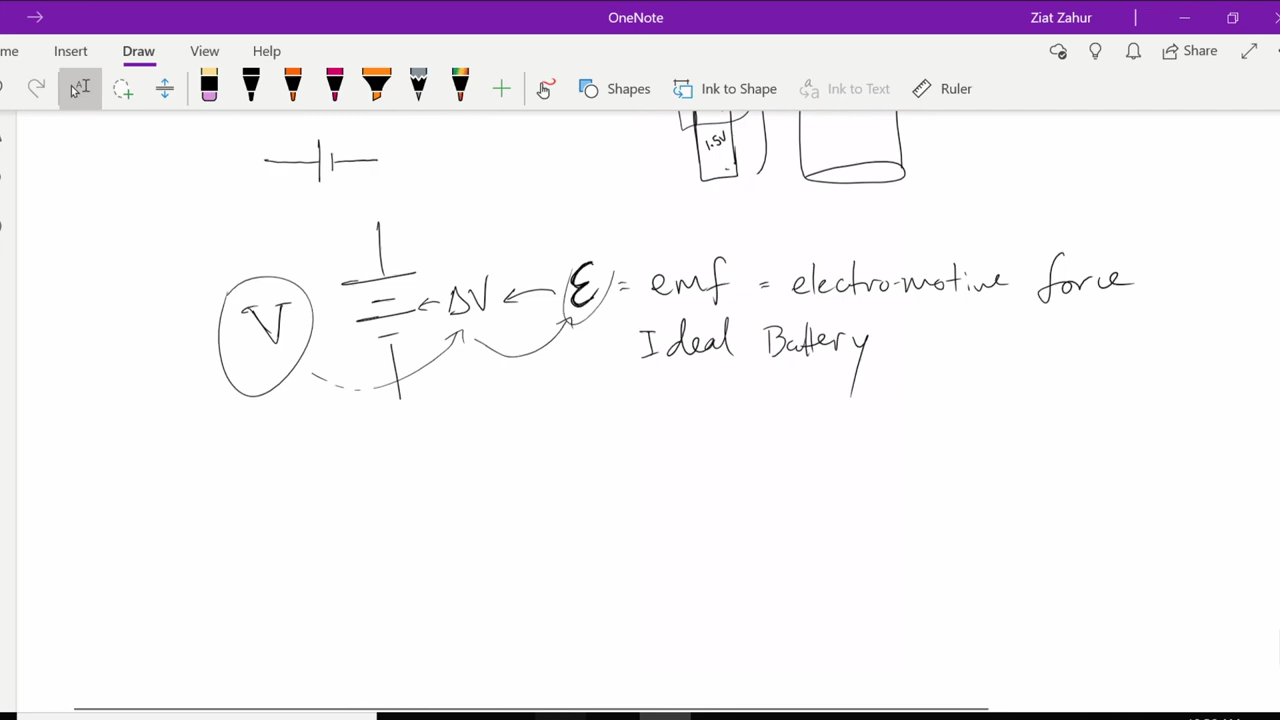 OneNote
Ziat Zahur
Insert Draw View Help
Share
Shapes Ink to Shape Ink to Text Ruler
1.5V
V ΔV ℰ = emf = electro-motive force
Ideal Battery